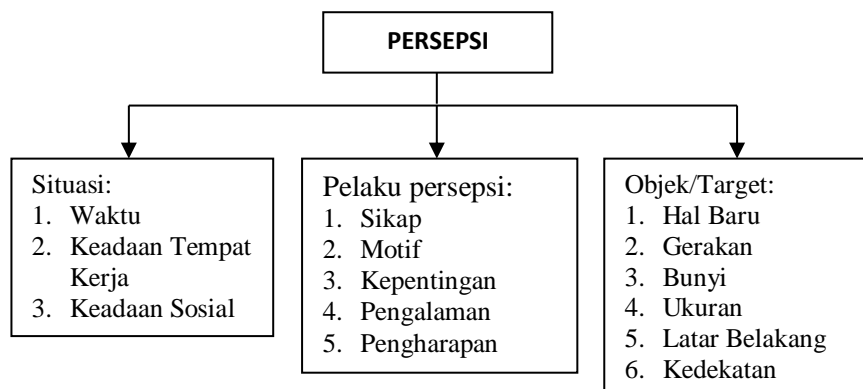 PERSEPSI
Situasi:
1. Waktu
2. Keadaan Tempat
Kerja
3. Keadaan Sosial
Pelaku persepsi:
1. Sikap
2. Motif
3. Kepentingan
4. Pengalaman
5. Pengharapan
Objek/Target:
1. Hal Baru
2. Gerakan
3. Bunyi
4. Ukuran
5. Latar Belakang
6. Kedekatan